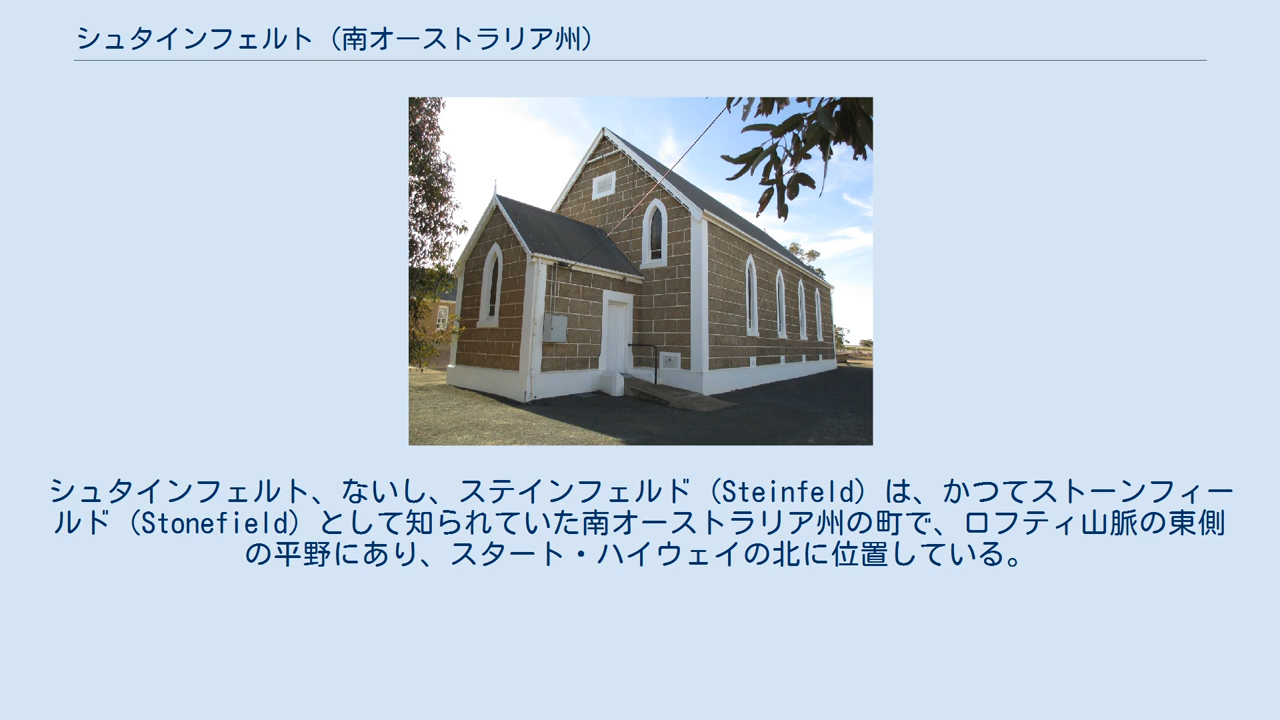 シュタインフェルト（南オーストラリア州）
シュタインフェルト、ないし、ステインフェルド（Steinfeld）は、かつてストーンフィー
ルド（Stonefield）として知られていた南オーストラリア州の町で、ロフティ山脈の東側
の平野にあり、スタート・ハイウェイの北に位置している。